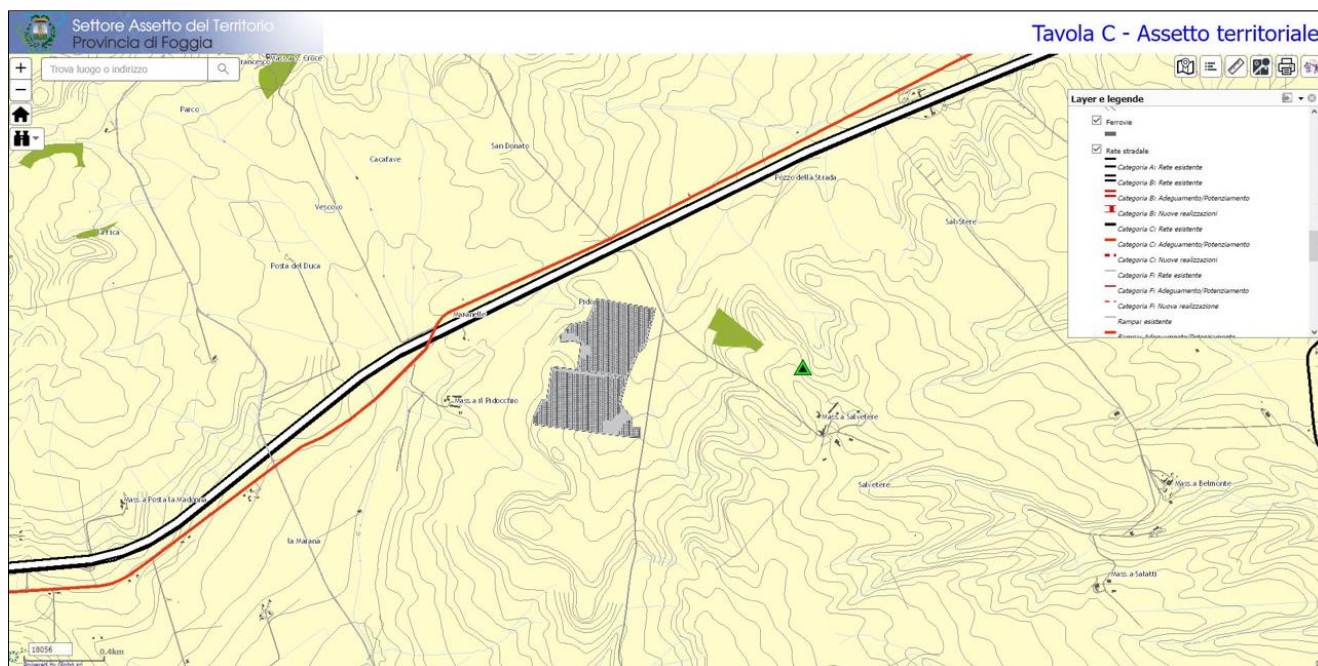 Settore Assetto del Territorio
Provincia di Foggia
Tavola C - Assetto territoriale
+
Trova luogo o indirizzo
−
Layer e legende
Ferrovie
Rete stradale
Categoria A: Rete esistente
Categoria B: Rete esistente
Categoria B: Adeguamento/Potenziamento
Categoria B: Nuove realizzazioni
Categoria C: Rete esistente
Categoria C: Adeguamento/Potenziamento
Categoria C: Nuove realizzazioni
Categoria F: Rete esistente
Categoria F: Adeguamento/Potenziamento
Categoria F: Nuova realizzazione
Rampa: esistente
Parco
San Donato
Cacafave
Pozzo della Strada
Vescovo
Salvetere
Posta del Duca
Maranelle
Mass. a il Pidocchio
Mass. a Salvetere
Salvetere
Mass. a Belmonte
Mass. a Posta la Madonna
la Marana
Mass. a Salatti
18056
0.4km